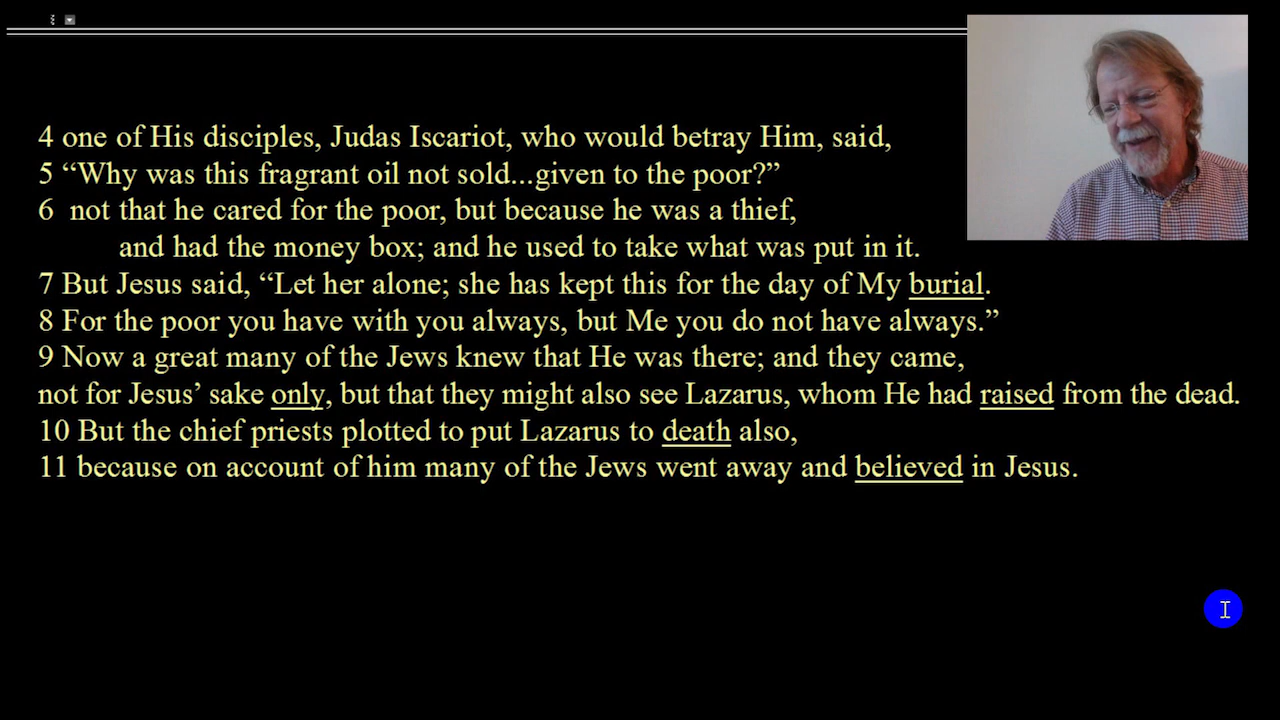 4 one of His disciples, Judas Iscariot, who would betray Him, said,
5 “Why was this fragrant oil not sold...given to the poor?”
6 not that he cared for the poor, but because he was a thief,
and had the money box; and he used to take what was put in it.
7 But Jesus said, “Let her alone; she has kept this for the day of My burial.
8 For the poor you have with you always, but Me you do not have always.”
9 Now a great many of the Jews knew that He was there; and they came,
not for Jesus’ sake only, but that they might also see Lazarus, whom He had raised from the dead.
10 But the chief priests plotted to put Lazarus to death also,
11 because on account of him many of the Jews went away and believed in Jesus.